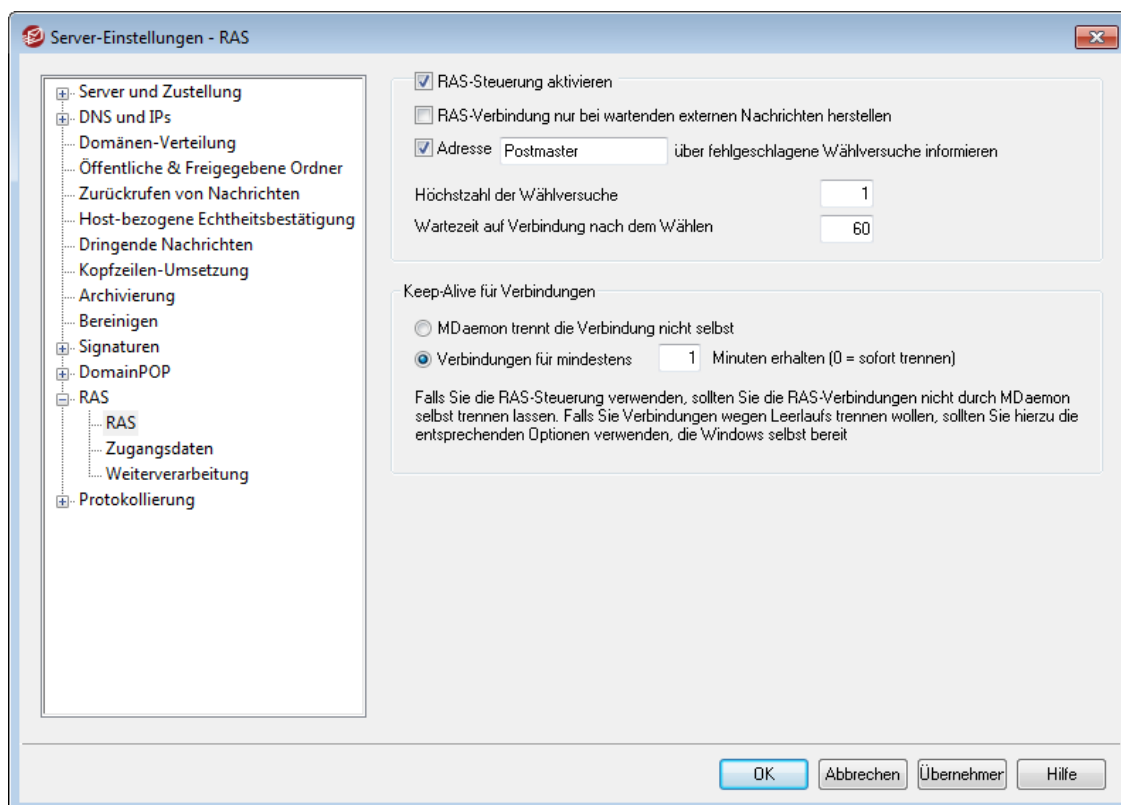 Server-Einstellungen - RAS
Server und Zustellung
DNS und IPs
Domänen-Verteilung
Öffentliche & Freigegebene Ordner
Zurückrufen von Nachrichten
Host-bezogene Echtheitsbestätigung
Dringende Nachrichten
Kopfzeilen-Umsetzung
Archivierung
Bereinigen
Signaturen
DomainPOP
RAS
RAS
Zugangsdaten
Weiterverarbeitung
Protokollierung
RAS-Steuerung aktivieren
RAS-Verbindung nur bei wartenden externen Nachrichten herstellen
Adresse Postmaster über fehlgeschlagene Wählversuche informieren
Höchstzahl der Wählversuche 1
Wartezeit auf Verbindung nach dem Wählen 60
Keep-Alive für Verbindungen
MDaemon trennt die Verbindung nicht selbst
Verbindungen für mindestens 1 Minuten erhalten (0 = sofort trennen)
Falls Sie die RAS-Steuerung verwenden, sollten Sie die RAS-Verbindungen nicht durch MDaemon
selbst trennen lassen. Falls Sie Verbindungen wegen Leerlaufs trennen wollen, sollten Sie hierzu die
entsprechenden Optionen verwenden, die Windows selbst bereit
OK Abbrechen Übernehmer Hilfe